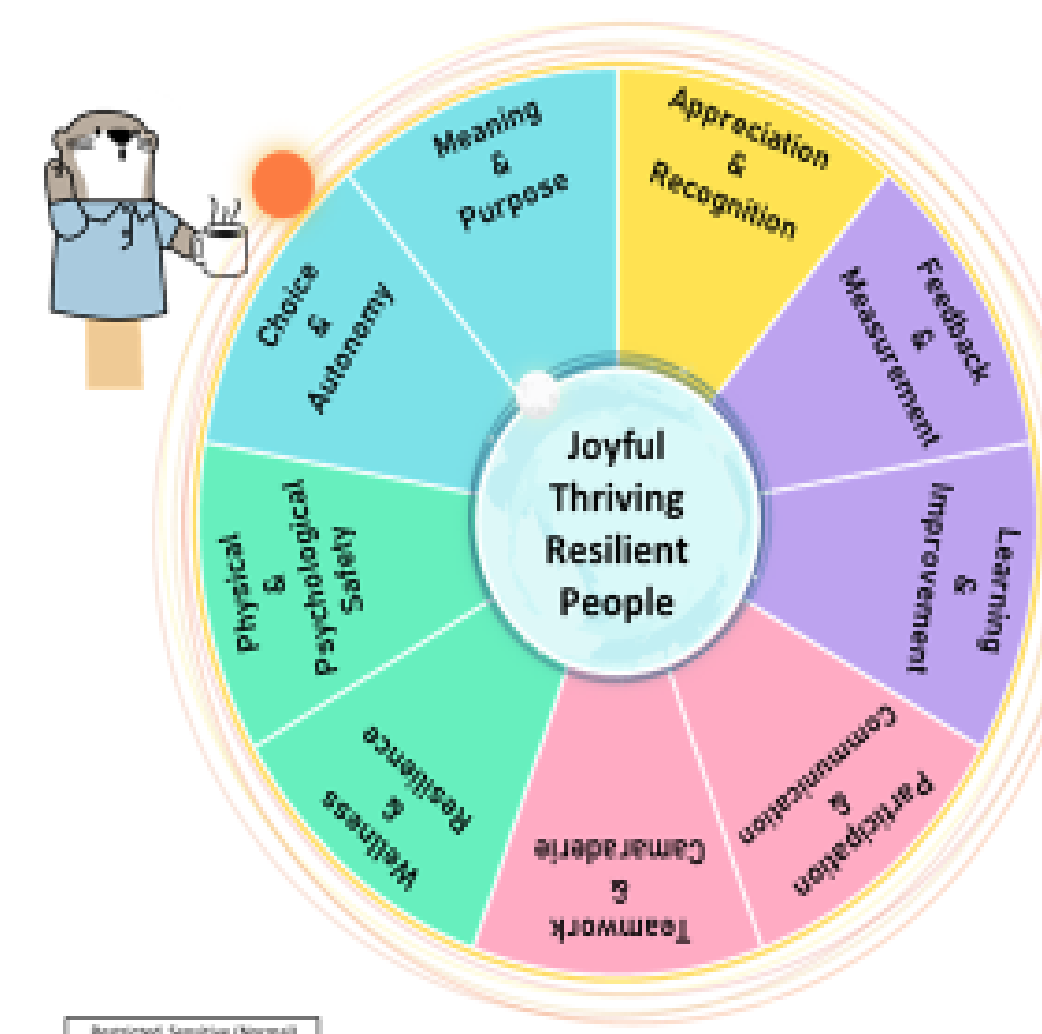 Meaning
&
Purpose
Appreciation
&
Recognition
Feedback
&
Measurement
Learning
&
Improvement
Participation
&
Communication
Teamwork
&
Camaraderie
Wellness
&
Resilience
Physical
&
Psychological
Safety
Choice
&
Autonomy
Joyful
Thriving
Resilient
People